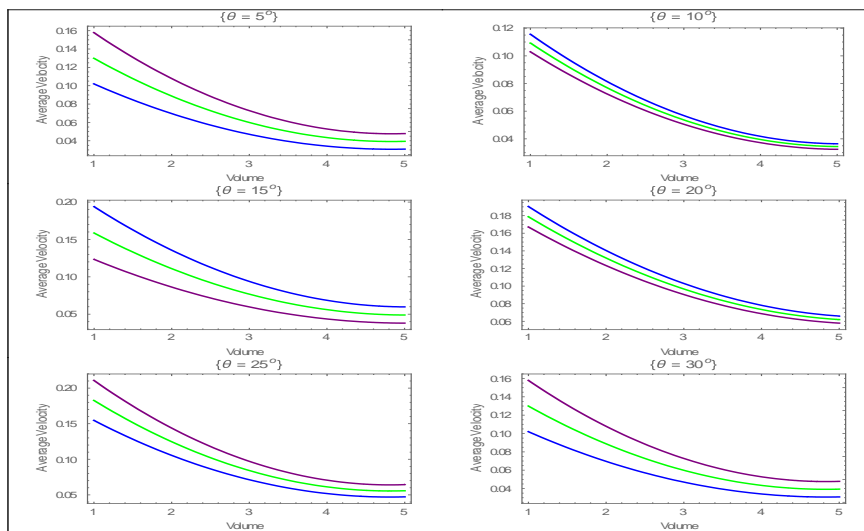 {θ = 5°}
Average Velocity
0.16
0.14
0.12
0.10
0.08
0.06
0.04
1 2 3 4 5
Volume
{θ = 10°}
Average Velocity
0.12
0.10
0.08
0.06
0.04
1 2 3 4 5
Volume
{θ = 15°}
Average Velocity
0.20
0.15
0.10
0.05
1 2 3 4 5
Volume
{θ = 20°}
Average Velocity
0.18
0.16
0.14
0.12
0.10
0.08
0.06
1 2 3 4 5
Volume
{θ = 25°}
Average Velocity
0.20
0.15
0.10
0.05
1 2 3 4 5
Volume
{θ = 30°}
Average Velocity
0.16
0.14
0.12
0.10
0.08
0.06
0.04
1 2 3 4 5
Volume